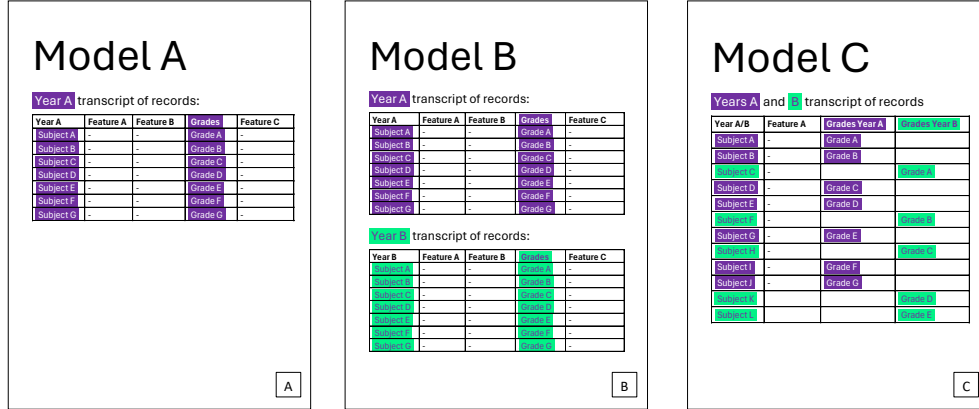 Model A
Year A transcript of records:
Year A Feature A Feature B Grades Feature C
Subject A - - Grade A -
Subject B - - Grade B -
Subject C - - Grade C -
Subject D - - Grade D -
Subject E - - Grade E -
Subject F - - Grade F -
Subject G - - Grade G -
A
Model B
Year A transcript of records:
Year A Feature A Feature B Grades Feature C
Subject A - - Grade A -
Subject B - - Grade B -
Subject C - - Grade C -
Subject D - - Grade D -
Subject E - - Grade E -
Subject F - - Grade F -
Subject G - - Grade G -
Year B transcript of records:
Year B Feature A Feature B Grades Feature C
Subject A - - Grade A -
Subject B - - Grade B -
Subject C - - Grade C -
Subject D - - Grade D -
Subject E - - Grade E -
Subject F - - Grade F -
Subject G - - Grade G -
B
Model C
Years A and B transcript of records
Year A/B Feature A Grades Year A Grades Year B
Subject A - Grade A
Subject B - Grade B
Subject C - Grade A
Subject D - Grade C
Subject E - Grade D
Subject F - Grade B
Subject G - Grade E
Subject H - Grade C
Subject I - Grade F
Subject J - Grade G
Subject K Grade D
Subject L Grade E
C